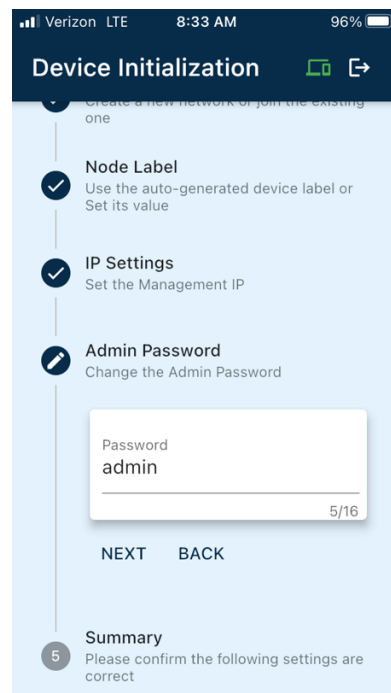 Verizon LTE 8:33 AM 96%
Device Initialization
Create a new network or join the existing
one
Node Label
Use the auto-generated device label or
Set its value
IP Settings
Set the Management IP
Admin Password
Change the Admin Password
Password
admin
5/16
NEXT BACK
5 Summary
Please confirm the following settings are
correct